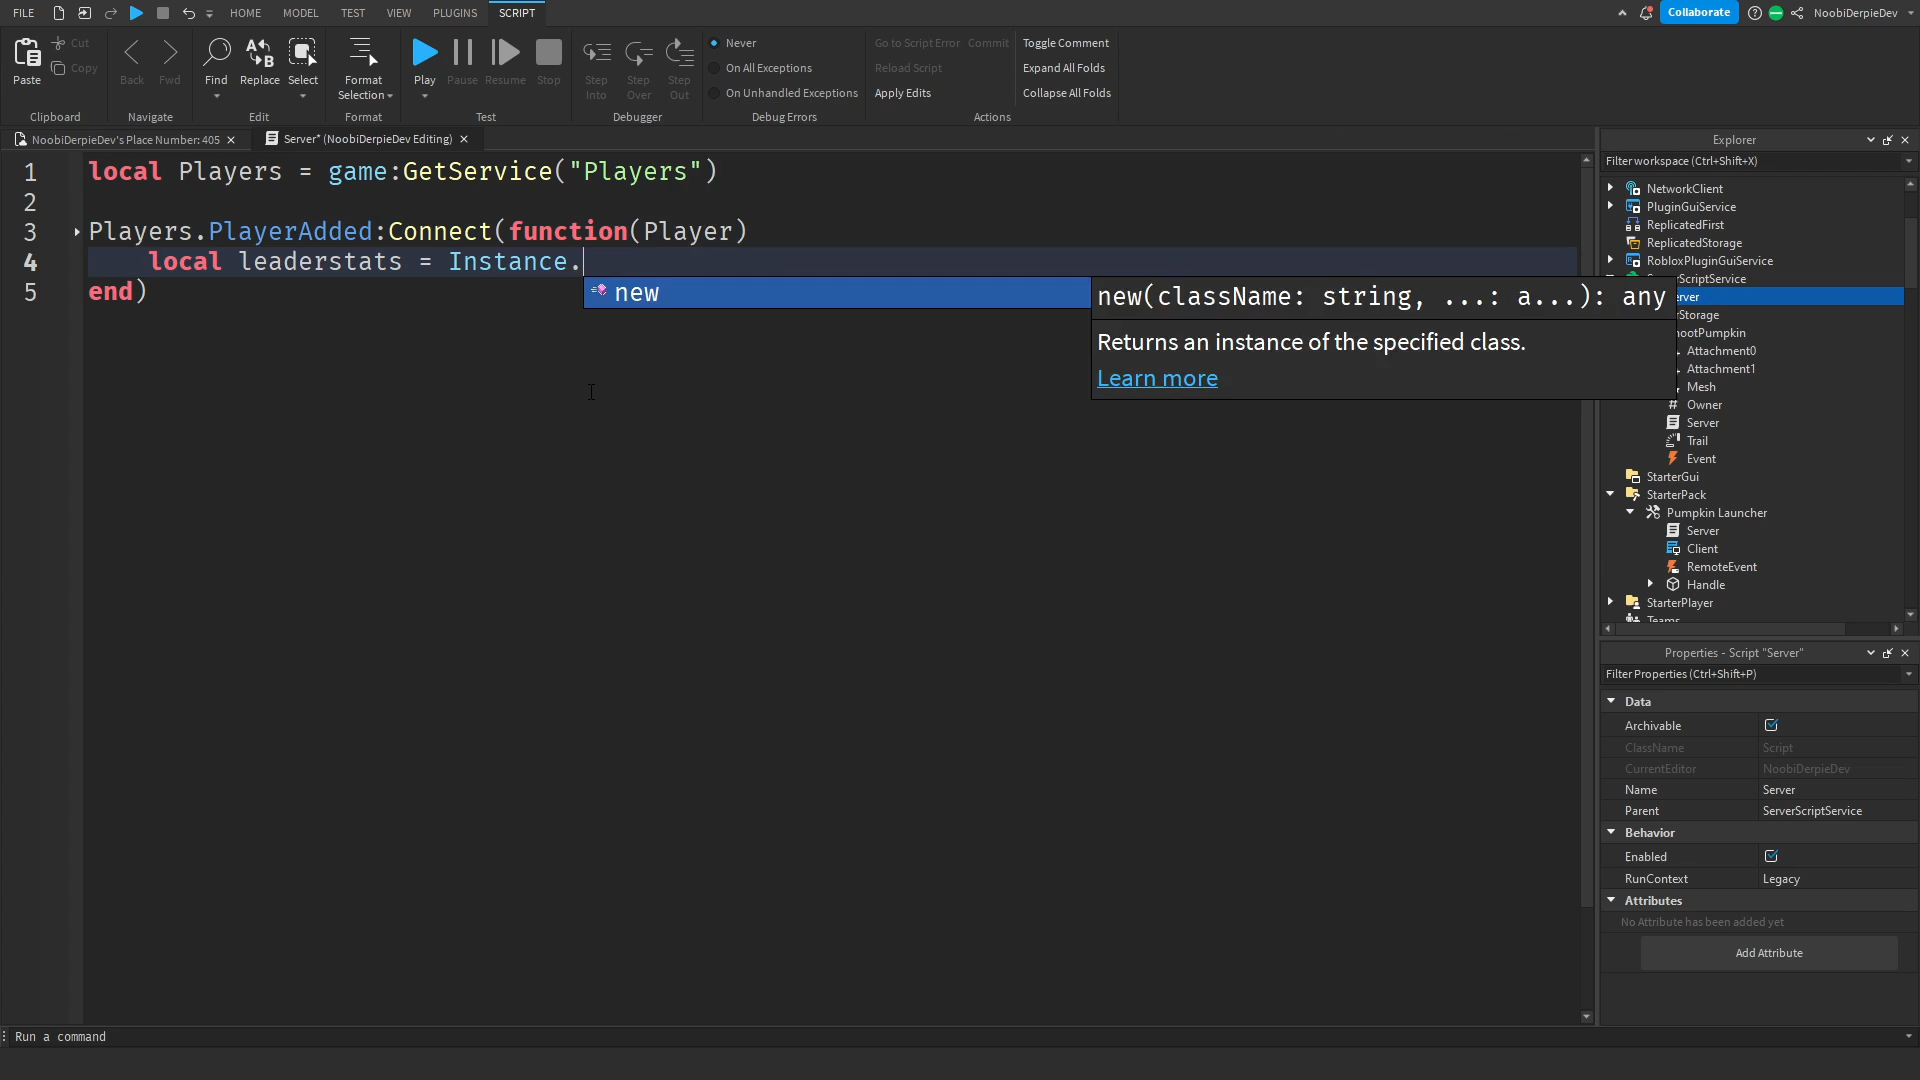 FILE HOME MODEL TEST VIEW PLUGINS SCRIPT Collaborate NoobiDerpieDev
Paste Cut Copy
Clipboard
Back Fwd
Navigate
Find Replace Select
Edit
Format Selection
Format
Play Pause Resume Stop
Test
Step Into Step Over Step Out
Debugger
Never
On All Exceptions
On Unhandled Exceptions
Debug Errors
Go to Script Error Commit Toggle Comment
Reload Script Expand All Folds
Apply Edits Collapse All Folds
Actions
NoobiDerpieDev's Place Number: 405 Server* (NoobiDerpieDev Editing)
1 local Players = game:GetService("Players")
2
3 Players.PlayerAdded:Connect(function(Player)
4 local leaderstats = Instance.
5 end)
new
new(className: string, ...: a...): any
Returns an instance of the specified class.
Learn more
Explorer
Filter workspace (Ctrl+Shift+X)
NetworkClient
PluginGuiService
ReplicatedFirst
ReplicatedStorage
RobloxPluginGuiService
rScriptService
erver
rStorage
ootPumpkin
Attachment0
Attachment1
Mesh
# Owner
Server
Trail
Event
StarterGui
StarterPack
Pumpkin Launcher
Server
Client
RemoteEvent
Handle
StarterPlayer
Teams
Properties - Script "Server"
Filter Properties (Ctrl+Shift+P)
Data
Archivable
ClassName Script
CurrentEditor NoobiDerpieDev
Name Server
Parent ServerScriptService
Behavior
Enabled
RunContext Legacy
Attributes
No Attribute has been added yet
Add Attribute
Run a command